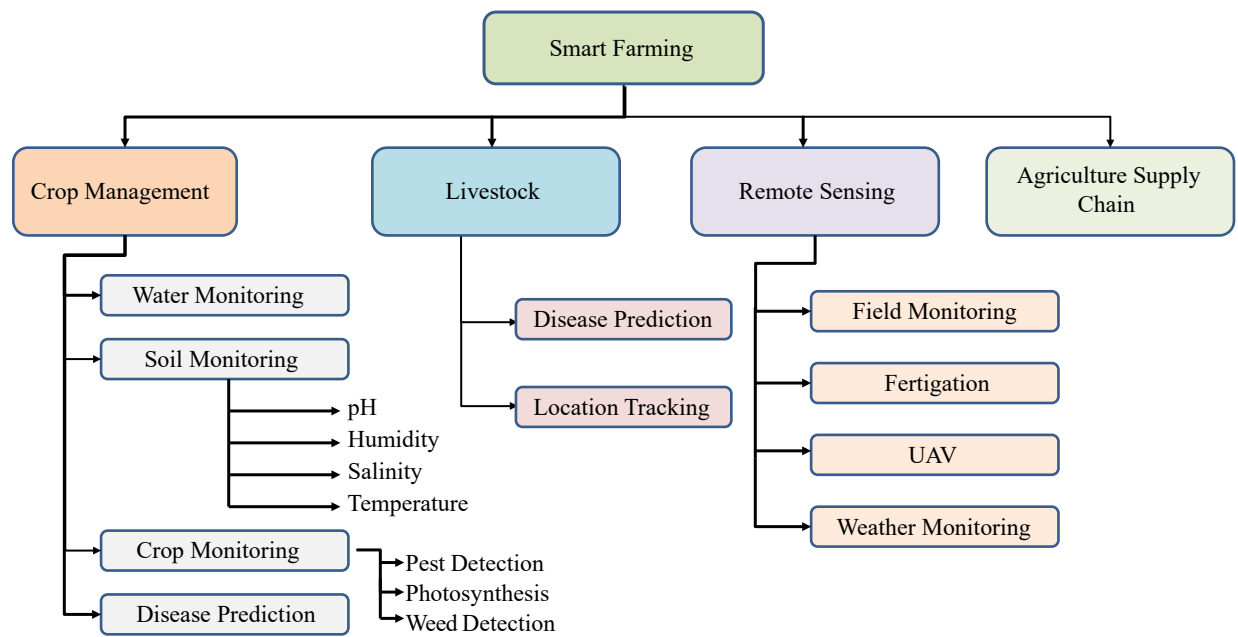 Smart Farming
Crop Management
Livestock
Remote Sensing
Agriculture Supply
Chain
Water Monitoring
Soil Monitoring
pH
Humidity
Salinity
Temperature
Crop Monitoring
Pest Detection
Photosynthesis
Weed Detection
Disease Prediction
Disease Prediction
Location Tracking
Field Monitoring
Fertigation
UAV
Weather Monitoring